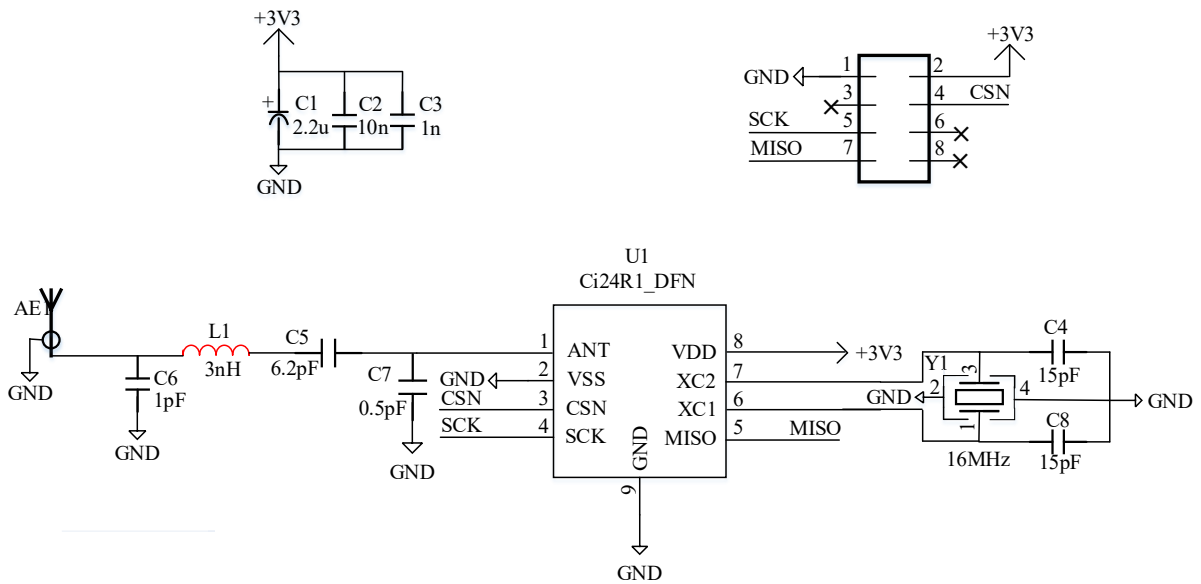 +3V3
+ C1 C2 C3
2.2u 10n 1n
GND
+3V3
GND 1 2
3 4 CSN
SCK 5 6
MISO 7 8
U1
Ci24R1_DFN
AE1
GND
L1
3nH
C5
6.2pF
C6
1pF
GND
C7
0.5pF
GND
1 ANT
GND 2 VSS
CSN 3 CSN
SCK 4 SCK
VDD 8 +3V3
XC2 7
XC1 6
MISO 5 MISO
GND
9
GND
Y1
GND 2
3
4
1
16MHz
C4
15pF
C8
15pF
GND